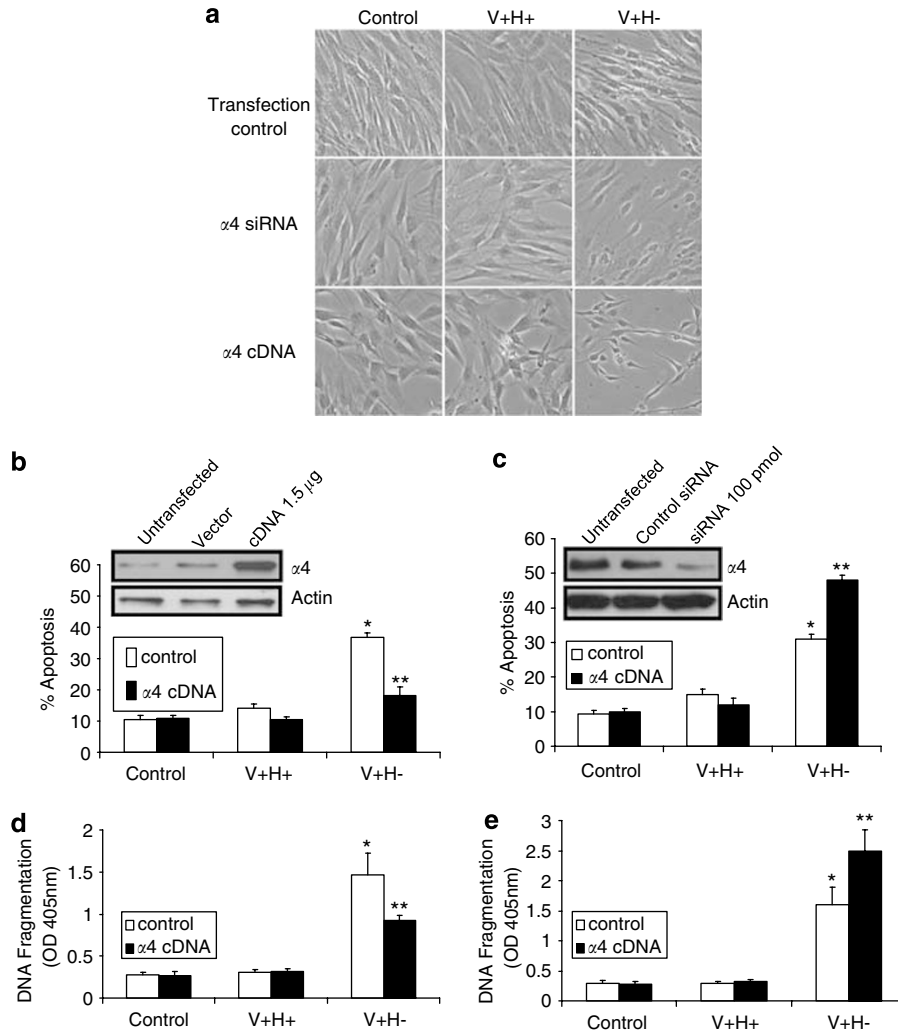 a
Control V+H+ V+H-
Transfection
control
α4 siRNA
α4 cDNA
b
Untransfected
Vector
cDNA 1.5 μg
α4
Actin
% Apoptosis
60
50
40
30
20
10
0
control
α4 cDNA
*
**
Control V+H+ V+H-
c
Untransfected
Control siRNA
siRNA 100 pmol
α4
Actin
% Apoptosis
60
50
40
30
20
10
0
control
α4 cDNA
*
**
Control V+H+ V+H-
d
DNA Fragmentation
(OD 405nm)
2
1.5
1
0.5
0
control
α4 cDNA
*
**
Control V+H+ V+H-
e
DNA Fragmentation
(OD 405nm)
3
2.5
2
1.5
1
0.5
0
control
α4 cDNA
*
**
Control V+H+ V+H-